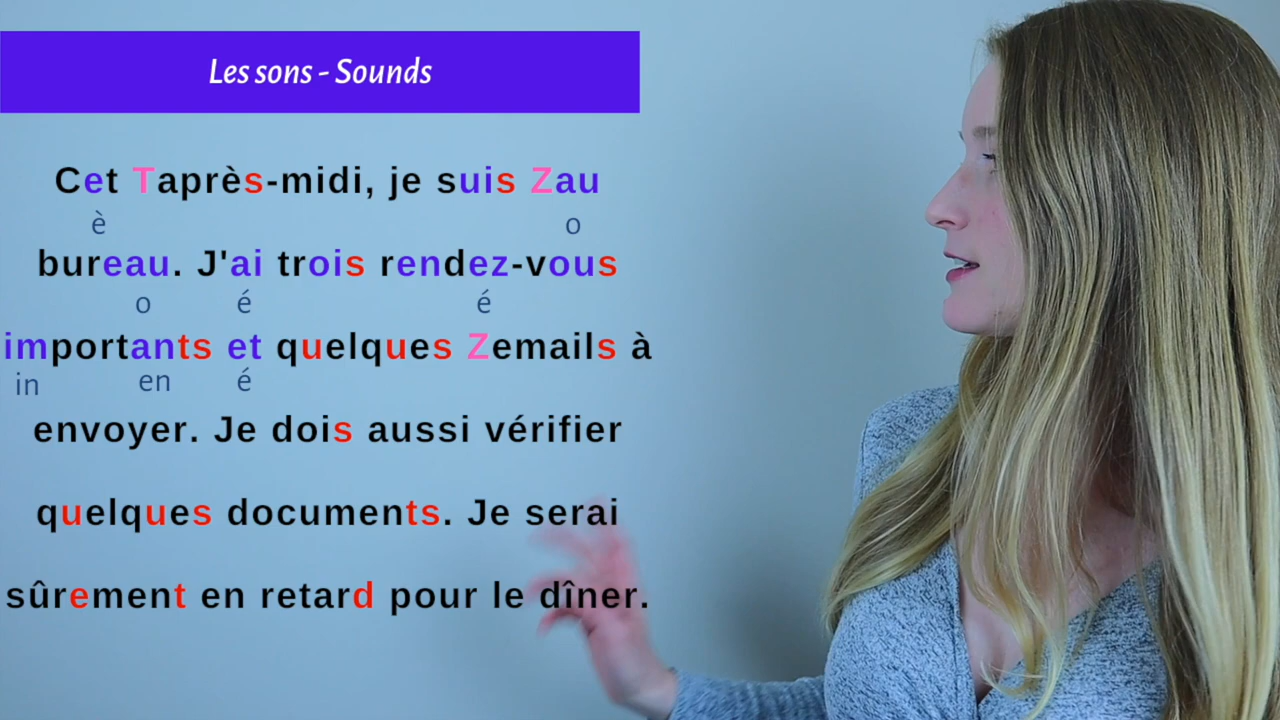 Les sons - Sounds
Cet Taprès-midi, je suis Zau
è o
bureau. J'ai trois rendez-vous
o é é
importants et quelques Zemails à
in en é
envoyer. Je dois aussi vérifier
quelques documents. Je serai
sûrement en retard pour le dîner.